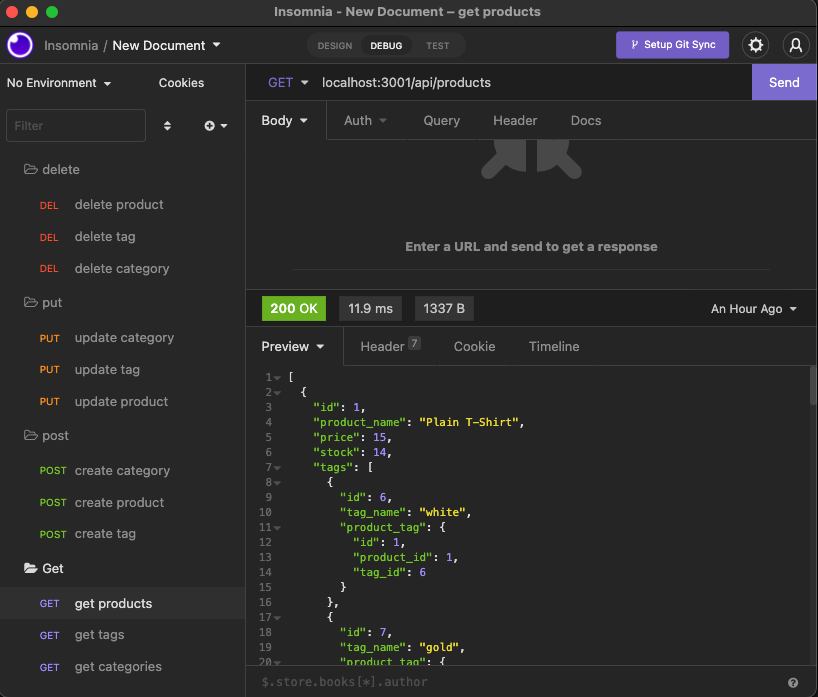 Insomnia - New Document – get products
Insomnia / New Document
DESIGN DEBUG TEST
Setup Git Sync
No Environment
Cookies
GET localhost:3001/api/products
Send
Filter
Body Auth Query Header Docs
delete
DEL delete product
DEL delete tag
DEL delete category
put
PUT update category
PUT update tag
PUT update product
post
POST create category
POST create product
POST create tag
Get
GET get products
GET get tags
GET get categories
Enter a URL and send to get a response
200 OK 11.9 ms 1337 B An Hour Ago
Preview Header 7 Cookie Timeline
1 [
2 {
3 "id": 1,
4 "product_name": "Plain T-Shirt",
5 "price": 15,
6 "stock": 14,
7 "tags": [
8 {
9 "id": 6,
10 "tag_name": "white",
11 "product_tag": {
12 "id": 1,
13 "product_id": 1,
14 "tag_id": 6
15 }
16 },
17 {
18 "id": 7,
19 "tag_name": "gold",
20 "product_tag": {
$.store.books[*].author